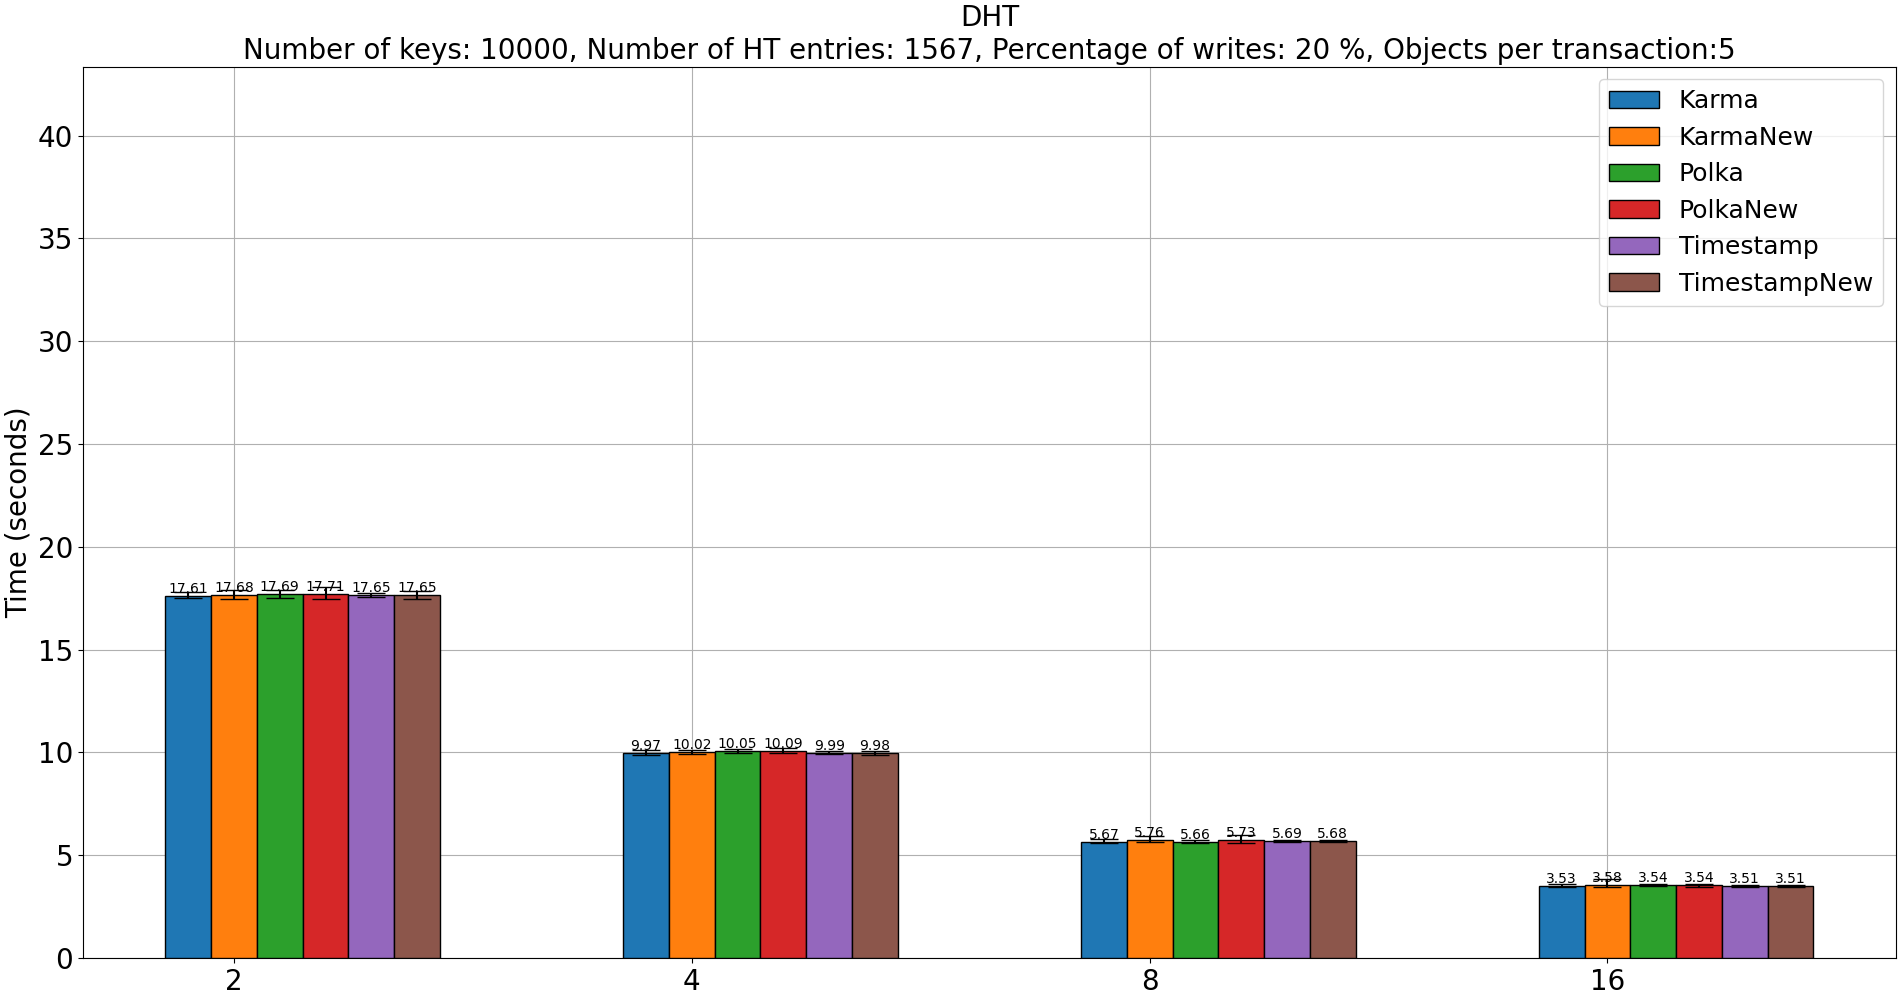 DHT
Number of keys: 10000, Number of HT entries: 1567, Percentage of writes: 20 %, Objects per transaction:5
Karma
KarmaNew
Polka
PolkaNew
Timestamp
TimestampNew
Time (seconds)
40
35
30
25
20
15
10
5
0
17.61 17.68 17.69 17.71 17.65 17.65
9.97 10.02 10.05 10.09 9.99 9.98
5.67 5.76 5.66 5.73 5.69 5.68
3.53 3.58 3.54 3.54 3.51 3.51
2 4 8 16